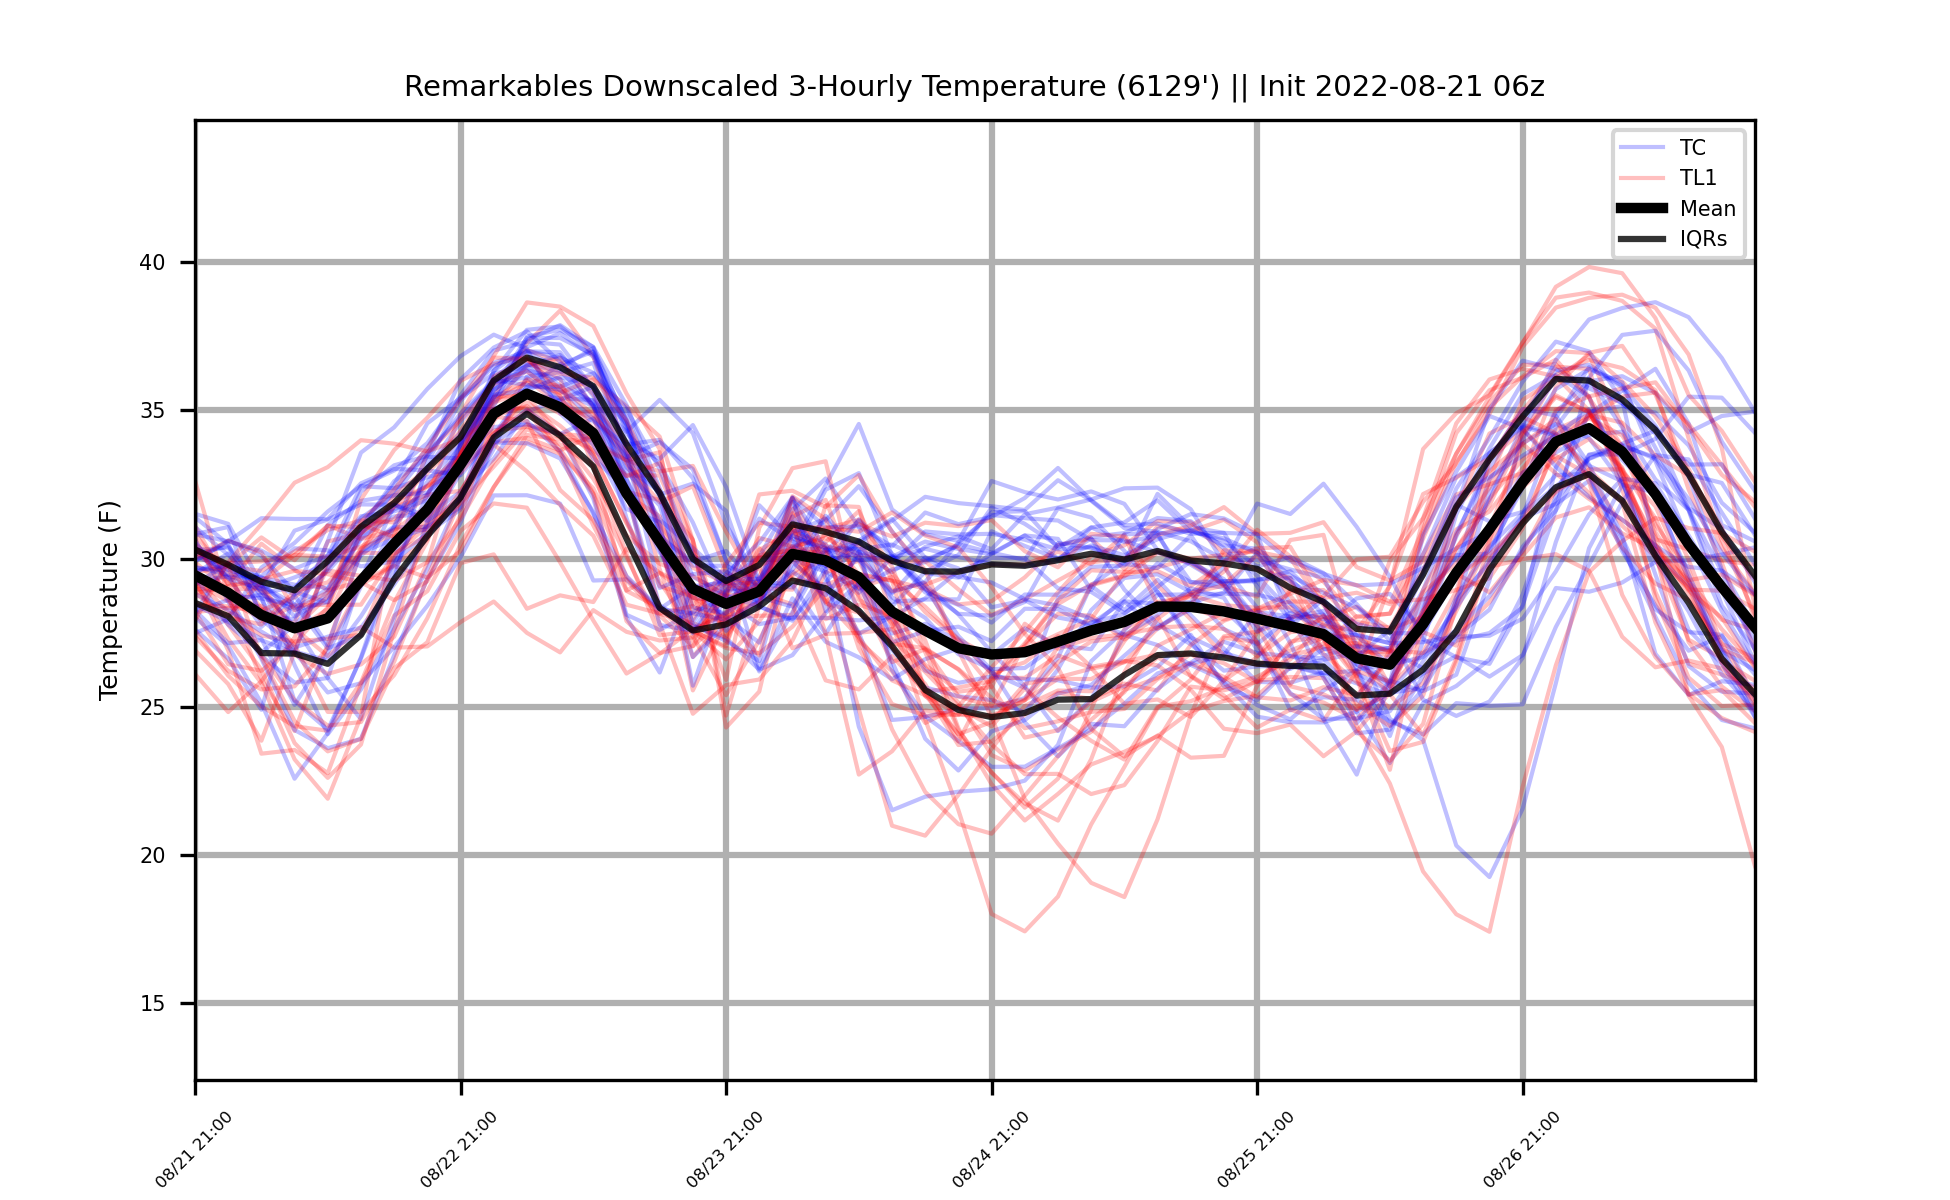 Remarkables Downscaled 3-Hourly Temperature (6129') || Init 2022-08-21 06z
TC
TL1
Mean
IQRs
Temperature (F)
40
35
30
25
20
15
08/21 21:00
08/22 21:00
08/23 21:00
08/24 21:00
08/25 21:00
08/26 21:00